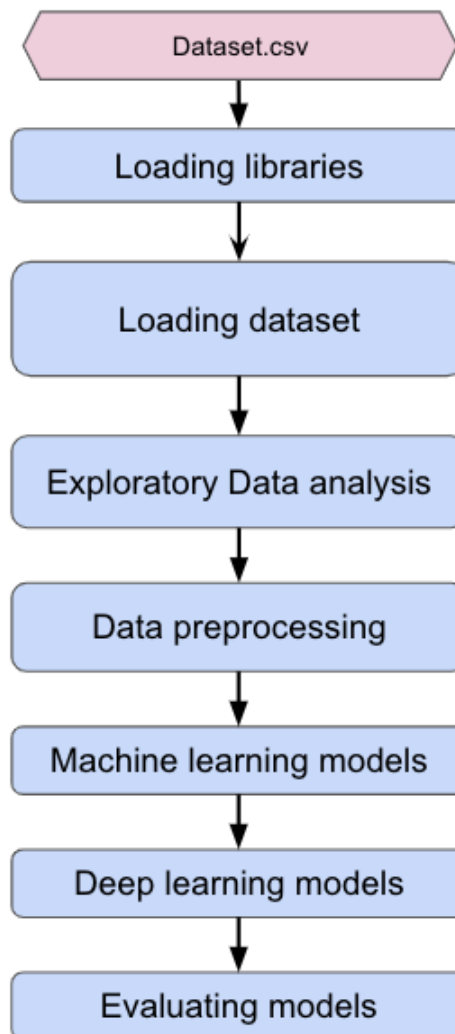 Dataset.csv
Loading libraries
Loading dataset
Exploratory Data analysis
Data preprocessing
Machine learning models
Deep learning models
Evaluating models